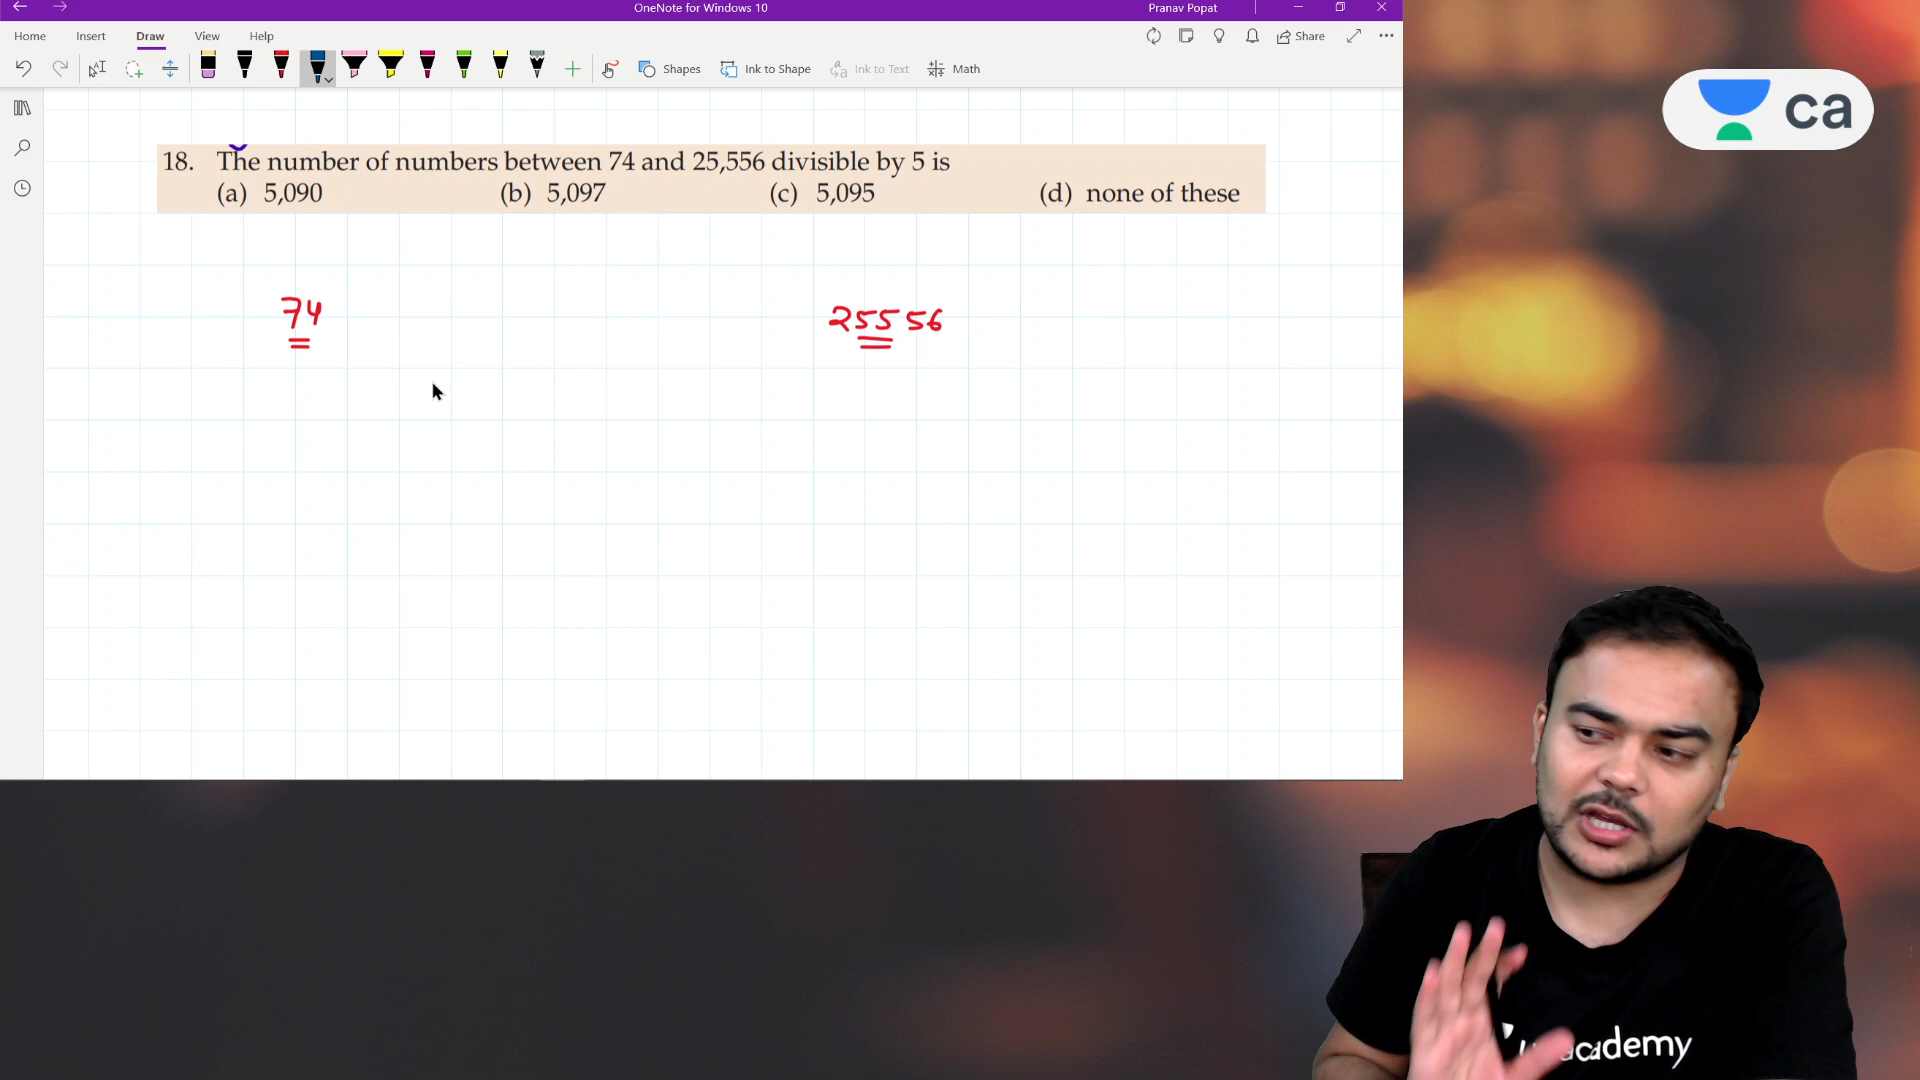 OneNote for Windows 10
Pranav Popat
Home Insert Draw View Help
Share
Shapes Ink to Shape Ink to Text Math
ca
18. The number of numbers between 74 and 25,556 divisible by 5 is
(a) 5,090 (b) 5,097 (c) 5,095 (d) none of these
74 25556